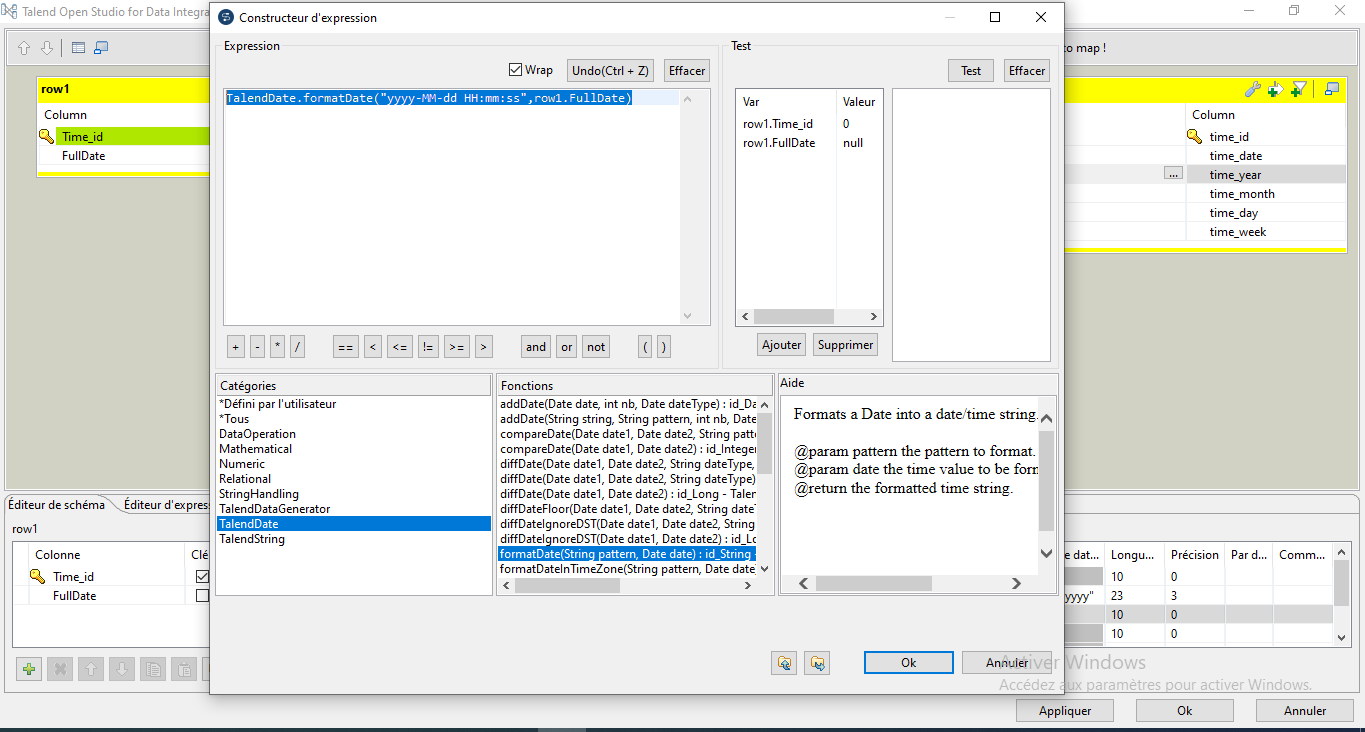 Talend Open Studio for Data Integra
Constructeur d'expression
to map !
Expression
Wrap
Undo(Ctrl + Z)
Effacer
TalendDate.formatDate("yyyy-MM-dd HH:mm:ss",row1.FullDate)
+ - * / == < <= != >= > and or not ( )
Test
Test
Effacer
Var Valeur
row1.Time_id 0
row1.FullDate null
Ajouter
Supprimer
row1
Column
Time_id
FullDate
Column
time_id
time_date
...
time_year
time_month
time_day
time_week
Catégories
*Défini par l'utilisateur
*Tous
DataOperation
Mathematical
Numeric
Relational
StringHandling
TalendDataGenerator
TalendDate
TalendString
Fonctions
addDate(Date date, int nb, Date dateType) : id_Da
addDate(String string, String pattern, int nb, Date
compareDate(Date date1, Date date2, String patte
compareDate(Date date1, Date date2) : id_Integer
diffDate(Date date1, Date date2, String dateType,
diffDate(Date date1, Date date2, String dateType)
diffDate(Date date1, Date date2) : id_Long - Talen
diffDateFloor(Date date1, Date date2, String dateT
diffDateIgnoreDST(Date date1, Date date2, String
diffDateIgnoreDST(Date date1, Date date2) : id_Lo
formatDate(String pattern, Date date) : id_String -
formatDateInTimeZone(String pattern, Date date
Aide
Formats a Date into a date/time string.
@param pattern the pattern to format.
@param date the time value to be form
@return the formatted time string.
Ok
Annuler
Éditeur de schéma
Éditeur d'expres
row1
Colonne Clé
Time_id
FullDate
e dat... Longu... Précision Par d... Comm...
10 0
yyyy" 23 3
10 0
10 0
Activer Windows
Accédez aux paramètres pour activer Windows.
Appliquer
Ok
Annuler